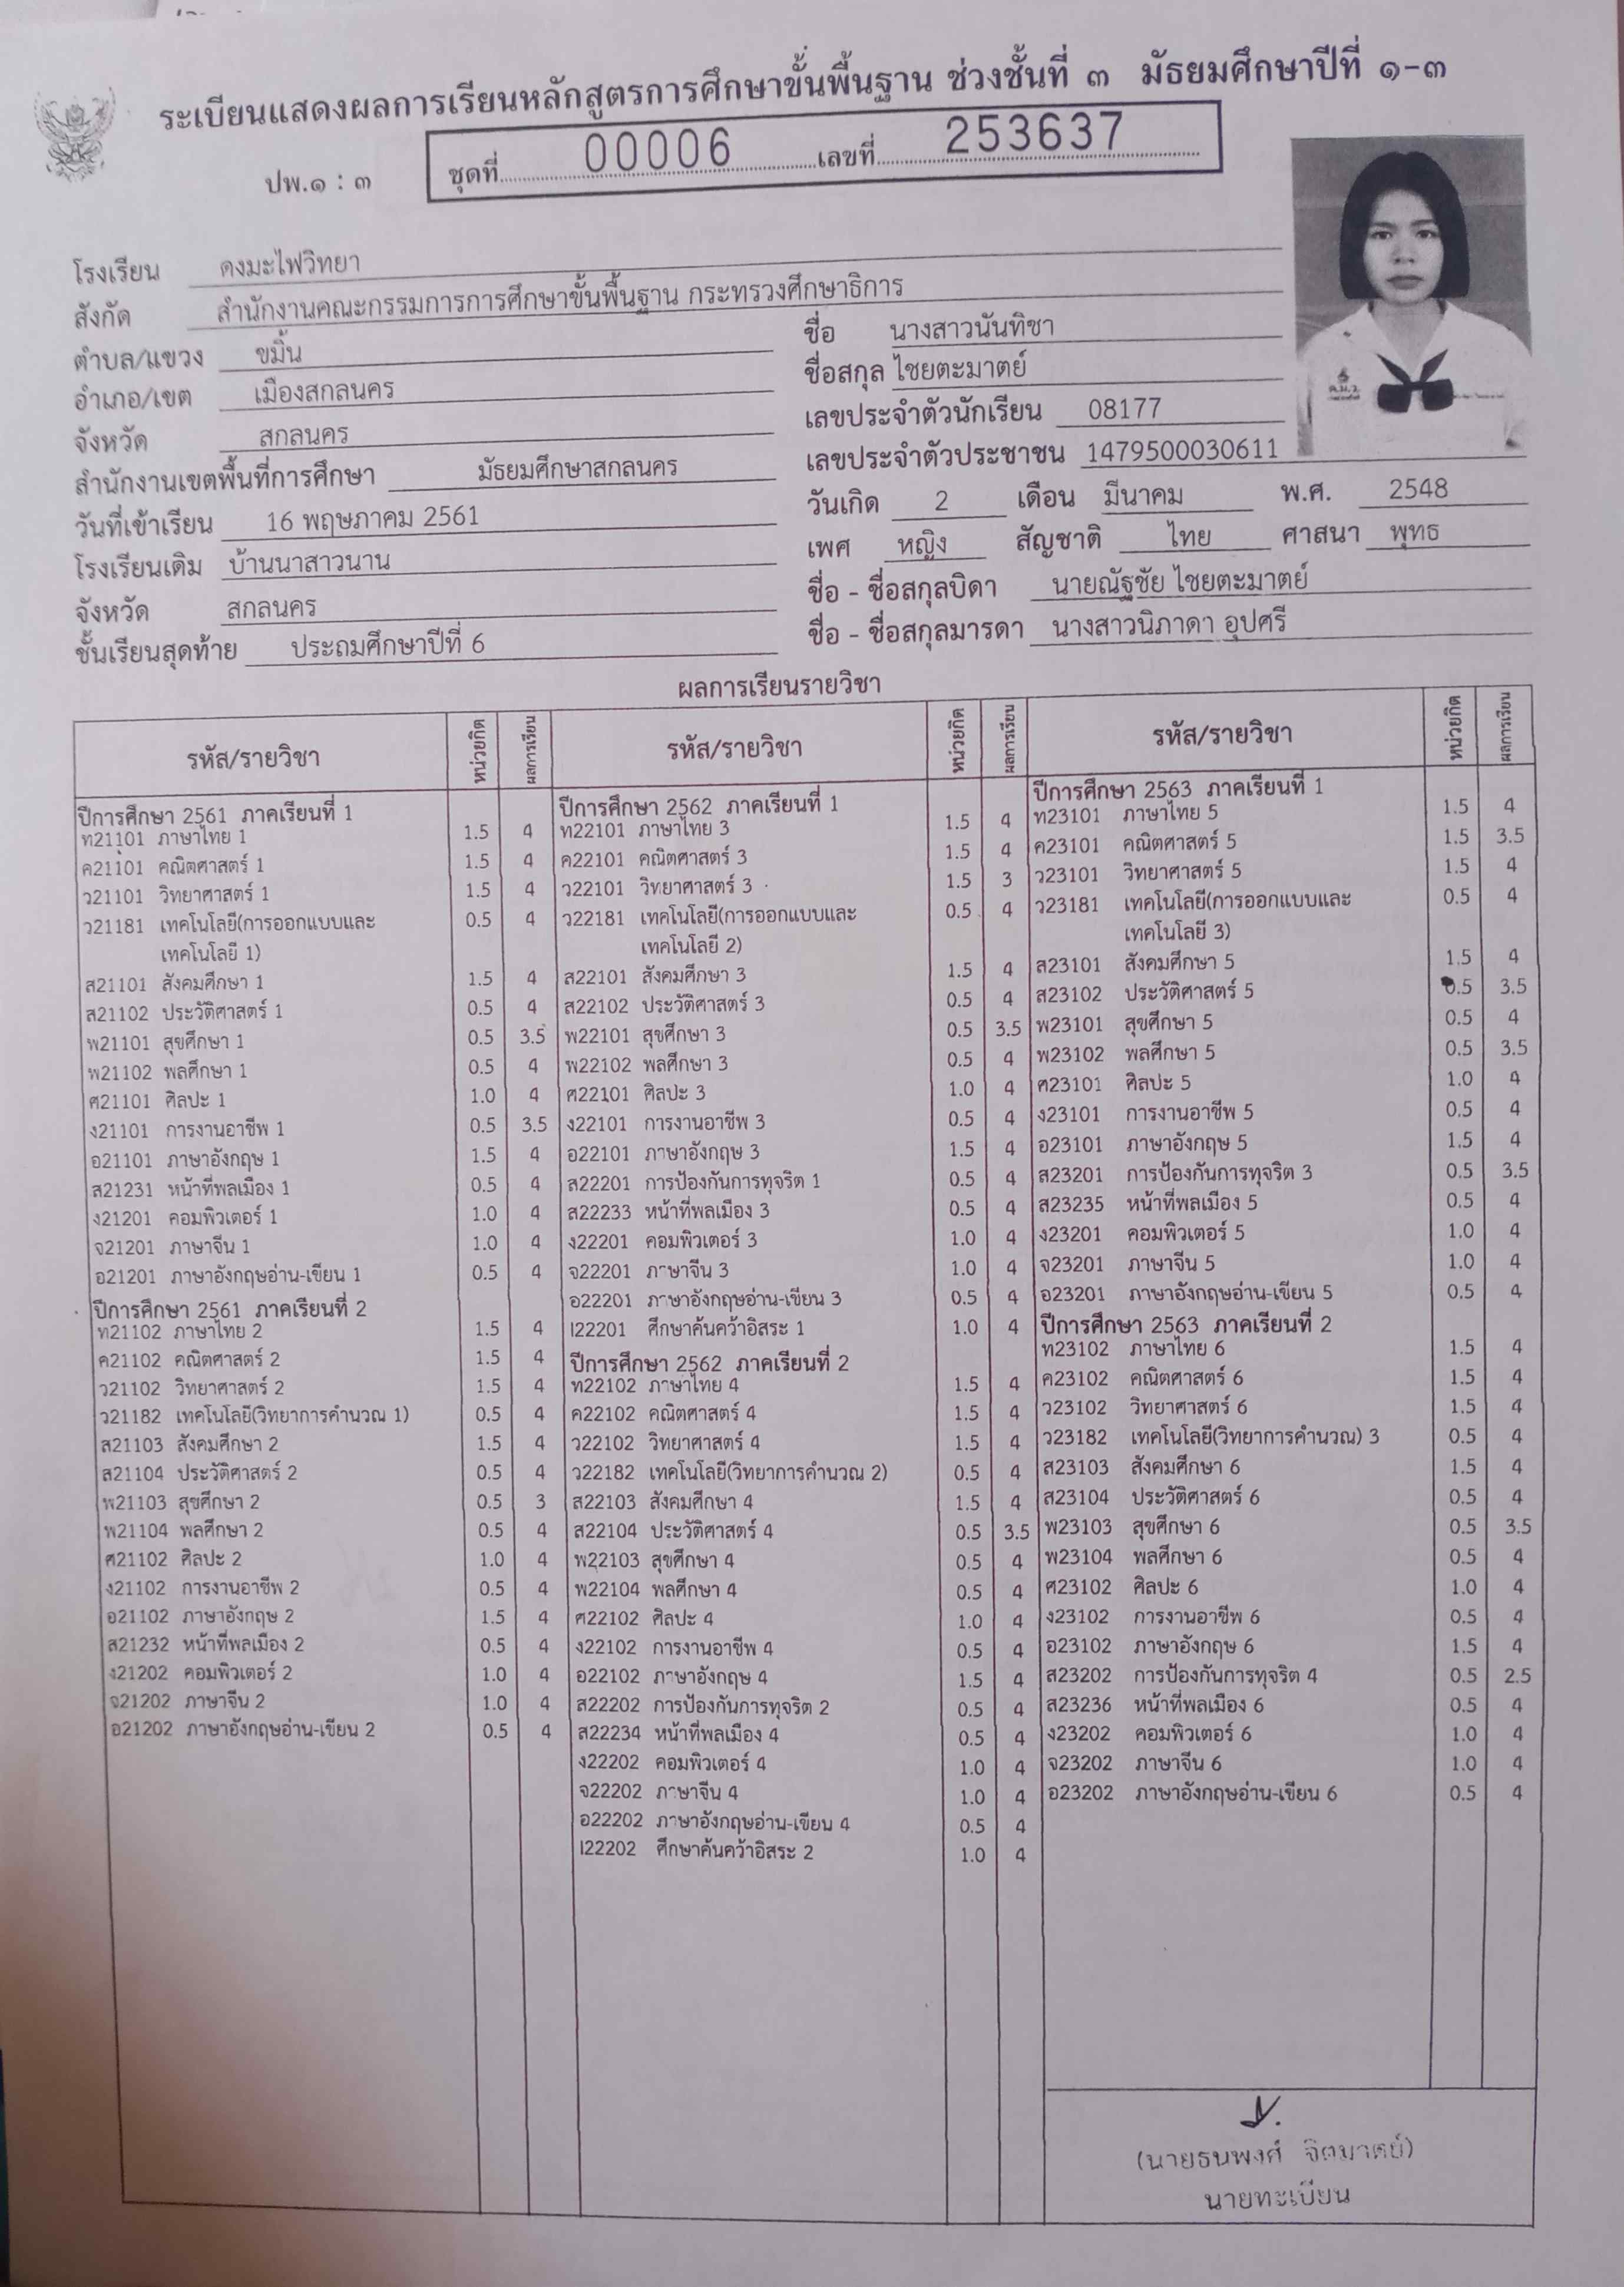 ระเบียนแสดงผลการเรียนหลักสูตรการศึกษาขั้นพื้นฐาน ช่วงชั้นที่ ๓ มัธยมศึกษาปีที่ ๑-๓
ปพ.๑ : ๓
ชุดที่ 00006 เลขที่ 253637
โรงเรียน ดงมะไฟวิทยา
สังกัด สำนักงานคณะกรรมการการศึกษาขั้นพื้นฐาน กระทรวงศึกษาธิการ
ตำบล/แขวง ขมิ้น
อำเภอ/เขต เมืองสกลนคร
จังหวัด สกลนคร
สำนักงานเขตพื้นที่การศึกษา มัธยมศึกษาสกลนคร
วันที่เข้าเรียน 16 พฤษภาคม 2561
โรงเรียนเดิม บ้านนาสาวนาน
จังหวัด สกลนคร
ชั้นเรียนสุดท้าย ประถมศึกษาปีที่ 6
ชื่อ นางสาวนันทิชา
ชื่อสกุล ไชยตะมาตย์
เลขประจำตัวนักเรียน 08177
เลขประจำตัวประชาชน 1479500030611
วันเกิด 2 เดือน มีนาคม พ.ศ. 2548
เพศ หญิง สัญชาติ ไทย ศาสนา พุทธ
ชื่อ - ชื่อสกุลบิดา นายณัฐชัย ไชยตะมาตย์
ชื่อ - ชื่อสกุลมารดา นางสาวนิภาดา อุปศรี
ผลการเรียนรายวิชา
รหัส/รายวิชา หน่วยกิต ผลการเรียน
ปีการศึกษา 2561 ภาคเรียนที่ 1
ท21101 ภาษาไทย 1 1.5 4
ค21101 คณิตศาสตร์ 1 1.5 4
ว21101 วิทยาศาสตร์ 1 1.5 4
ว21181 เทคโนโลยี(การออกแบบและ 0.5 4
เทคโนโลยี 1)
ส21101 สังคมศึกษา 1 1.5 4
ส21102 ประวัติศาสตร์ 1 0.5 4
พ21101 สุขศึกษา 1 0.5 3.5
พ21102 พลศึกษา 1 0.5 4
ศ21101 ศิลปะ 1 1.0 4
ง21101 การงานอาชีพ 1 0.5 3.5
อ21101 ภาษาอังกฤษ 1 1.5 4
ส21231 หน้าที่พลเมือง 1 0.5 4
ง21201 คอมพิวเตอร์ 1 1.0 4
จ21201 ภาษาจีน 1 1.0 4
อ21201 ภาษาอังกฤษอ่าน-เขียน 1 0.5 4
ปีการศึกษา 2561 ภาคเรียนที่ 2
ท21102 ภาษาไทย 2 1.5 4
ค21102 คณิตศาสตร์ 2 1.5 4
ว21102 วิทยาศาสตร์ 2 1.5 4
ว21182 เทคโนโลยี(วิทยาการคำนวณ 1) 0.5 4
ส21103 สังคมศึกษา 2 1.5 4
ส21104 ประวัติศาสตร์ 2 0.5 4
พ21103 สุขศึกษา 2 0.5 3
พ21104 พลศึกษา 2 0.5 4
ศ21102 ศิลปะ 2 1.0 4
ง21102 การงานอาชีพ 2 0.5 4
อ21102 ภาษาอังกฤษ 2 1.5 4
ส21232 หน้าที่พลเมือง 2 0.5 4
ง21202 คอมพิวเตอร์ 2 1.0 4
จ21202 ภาษาจีน 2 1.0 4
อ21202 ภาษาอังกฤษอ่าน-เขียน 2 0.5 4
รหัส/รายวิชา หน่วยกิต ผลการเรียน
ปีการศึกษา 2562 ภาคเรียนที่ 1
ท22101 ภาษาไทย 3 1.5 4
ค22101 คณิตศาสตร์ 3 1.5 4
ว22101 วิทยาศาสตร์ 3 1.5 3
ว22181 เทคโนโลยี(การออกแบบและ 0.5 4
เทคโนโลยี 2)
ส22101 สังคมศึกษา 3 1.5 4
ส22102 ประวัติศาสตร์ 3 0.5 4
พ22101 สุขศึกษา 3 0.5 3.5
พ22102 พลศึกษา 3 0.5 4
ศ22101 ศิลปะ 3 1.0 4
ง22101 การงานอาชีพ 3 0.5 4
อ22101 ภาษาอังกฤษ 3 1.5 4
ส22201 การป้องกันการทุจริต 1 0.5 4
ส22233 หน้าที่พลเมือง 3 0.5 4
ง22201 คอมพิวเตอร์ 3 1.0 4
จ22201 ภาษาจีน 3 1.0 4
อ22201 ภาษาอังกฤษอ่าน-เขียน 3 0.5 4
I22201 ศึกษาค้นคว้าอิสระ 1 1.0 4
ปีการศึกษา 2562 ภาคเรียนที่ 2
ท22102 ภาษาไทย 4 1.5 4
ค22102 คณิตศาสตร์ 4 1.5 4
ว22102 วิทยาศาสตร์ 4 1.5 4
ว22182 เทคโนโลยี(วิทยาการคำนวณ 2) 0.5 4
ส22103 สังคมศึกษา 4 1.5 4
ส22104 ประวัติศาสตร์ 4 0.5 3.5
พ22103 สุขศึกษา 4 0.5 4
พ22104 พลศึกษา 4 0.5 4
ศ22102 ศิลปะ 4 1.0 4
ง22102 การงานอาชีพ 4 0.5 4
อ22102 ภาษาอังกฤษ 4 1.5 4
ส22202 การป้องกันการทุจริต 2 0.5 4
ส22234 หน้าที่พลเมือง 4 0.5 4
ง22202 คอมพิวเตอร์ 4 1.0 4
จ22202 ภาษาจีน 4 1.0 4
อ22202 ภาษาอังกฤษอ่าน-เขียน 4 0.5 4
I22202 ศึกษาค้นคว้าอิสระ 2 1.0 4
รหัส/รายวิชา หน่วยกิต ผลการเรียน
ปีการศึกษา 2563 ภาคเรียนที่ 1
ท23101 ภาษาไทย 5 1.5 4
ค23101 คณิตศาสตร์ 5 1.5 3.5
ว23101 วิทยาศาสตร์ 5 1.5 4
ว23181 เทคโนโลยี(การออกแบบและ 0.5 4
เทคโนโลยี 3)
ส23101 สังคมศึกษา 5 1.5 4
ส23102 ประวัติศาสตร์ 5 0.5 3.5
พ23101 สุขศึกษา 5 0.5 4
พ23102 พลศึกษา 5 0.5 3.5
ศ23101 ศิลปะ 5 1.0 4
ง23101 การงานอาชีพ 5 0.5 4
อ23101 ภาษาอังกฤษ 5 1.5 4
ส23201 การป้องกันการทุจริต 3 0.5 3.5
ส23235 หน้าที่พลเมือง 5 0.5 4
ง23201 คอมพิวเตอร์ 5 1.0 4
จ23201 ภาษาจีน 5 1.0 4
อ23201 ภาษาอังกฤษอ่าน-เขียน 5 0.5 4
ปีการศึกษา 2563 ภาคเรียนที่ 2
ท23102 ภาษาไทย 6 1.5 4
ค23102 คณิตศาสตร์ 6 1.5 4
ว23102 วิทยาศาสตร์ 6 1.5 4
ว23182 เทคโนโลยี(วิทยาการคำนวณ) 3 0.5 4
ส23103 สังคมศึกษา 6 1.5 4
ส23104 ประวัติศาสตร์ 6 0.5 4
พ23103 สุขศึกษา 6 0.5 3.5
พ23104 พลศึกษา 6 0.5 4
ศ23102 ศิลปะ 6 1.0 4
ง23102 การงานอาชีพ 6 0.5 4
อ23102 ภาษาอังกฤษ 6 1.5 4
ส23202 การป้องกันการทุจริต 4 0.5 2.5
ส23236 หน้าที่พลเมือง 6 0.5 4
ง23202 คอมพิวเตอร์ 6 1.0 4
จ23202 ภาษาจีน 6 1.0 4
อ23202 ภาษาอังกฤษอ่าน-เขียน 6 0.5 4
(นายธนพงศ์ จิตมาตย์)
นายทะเบียน